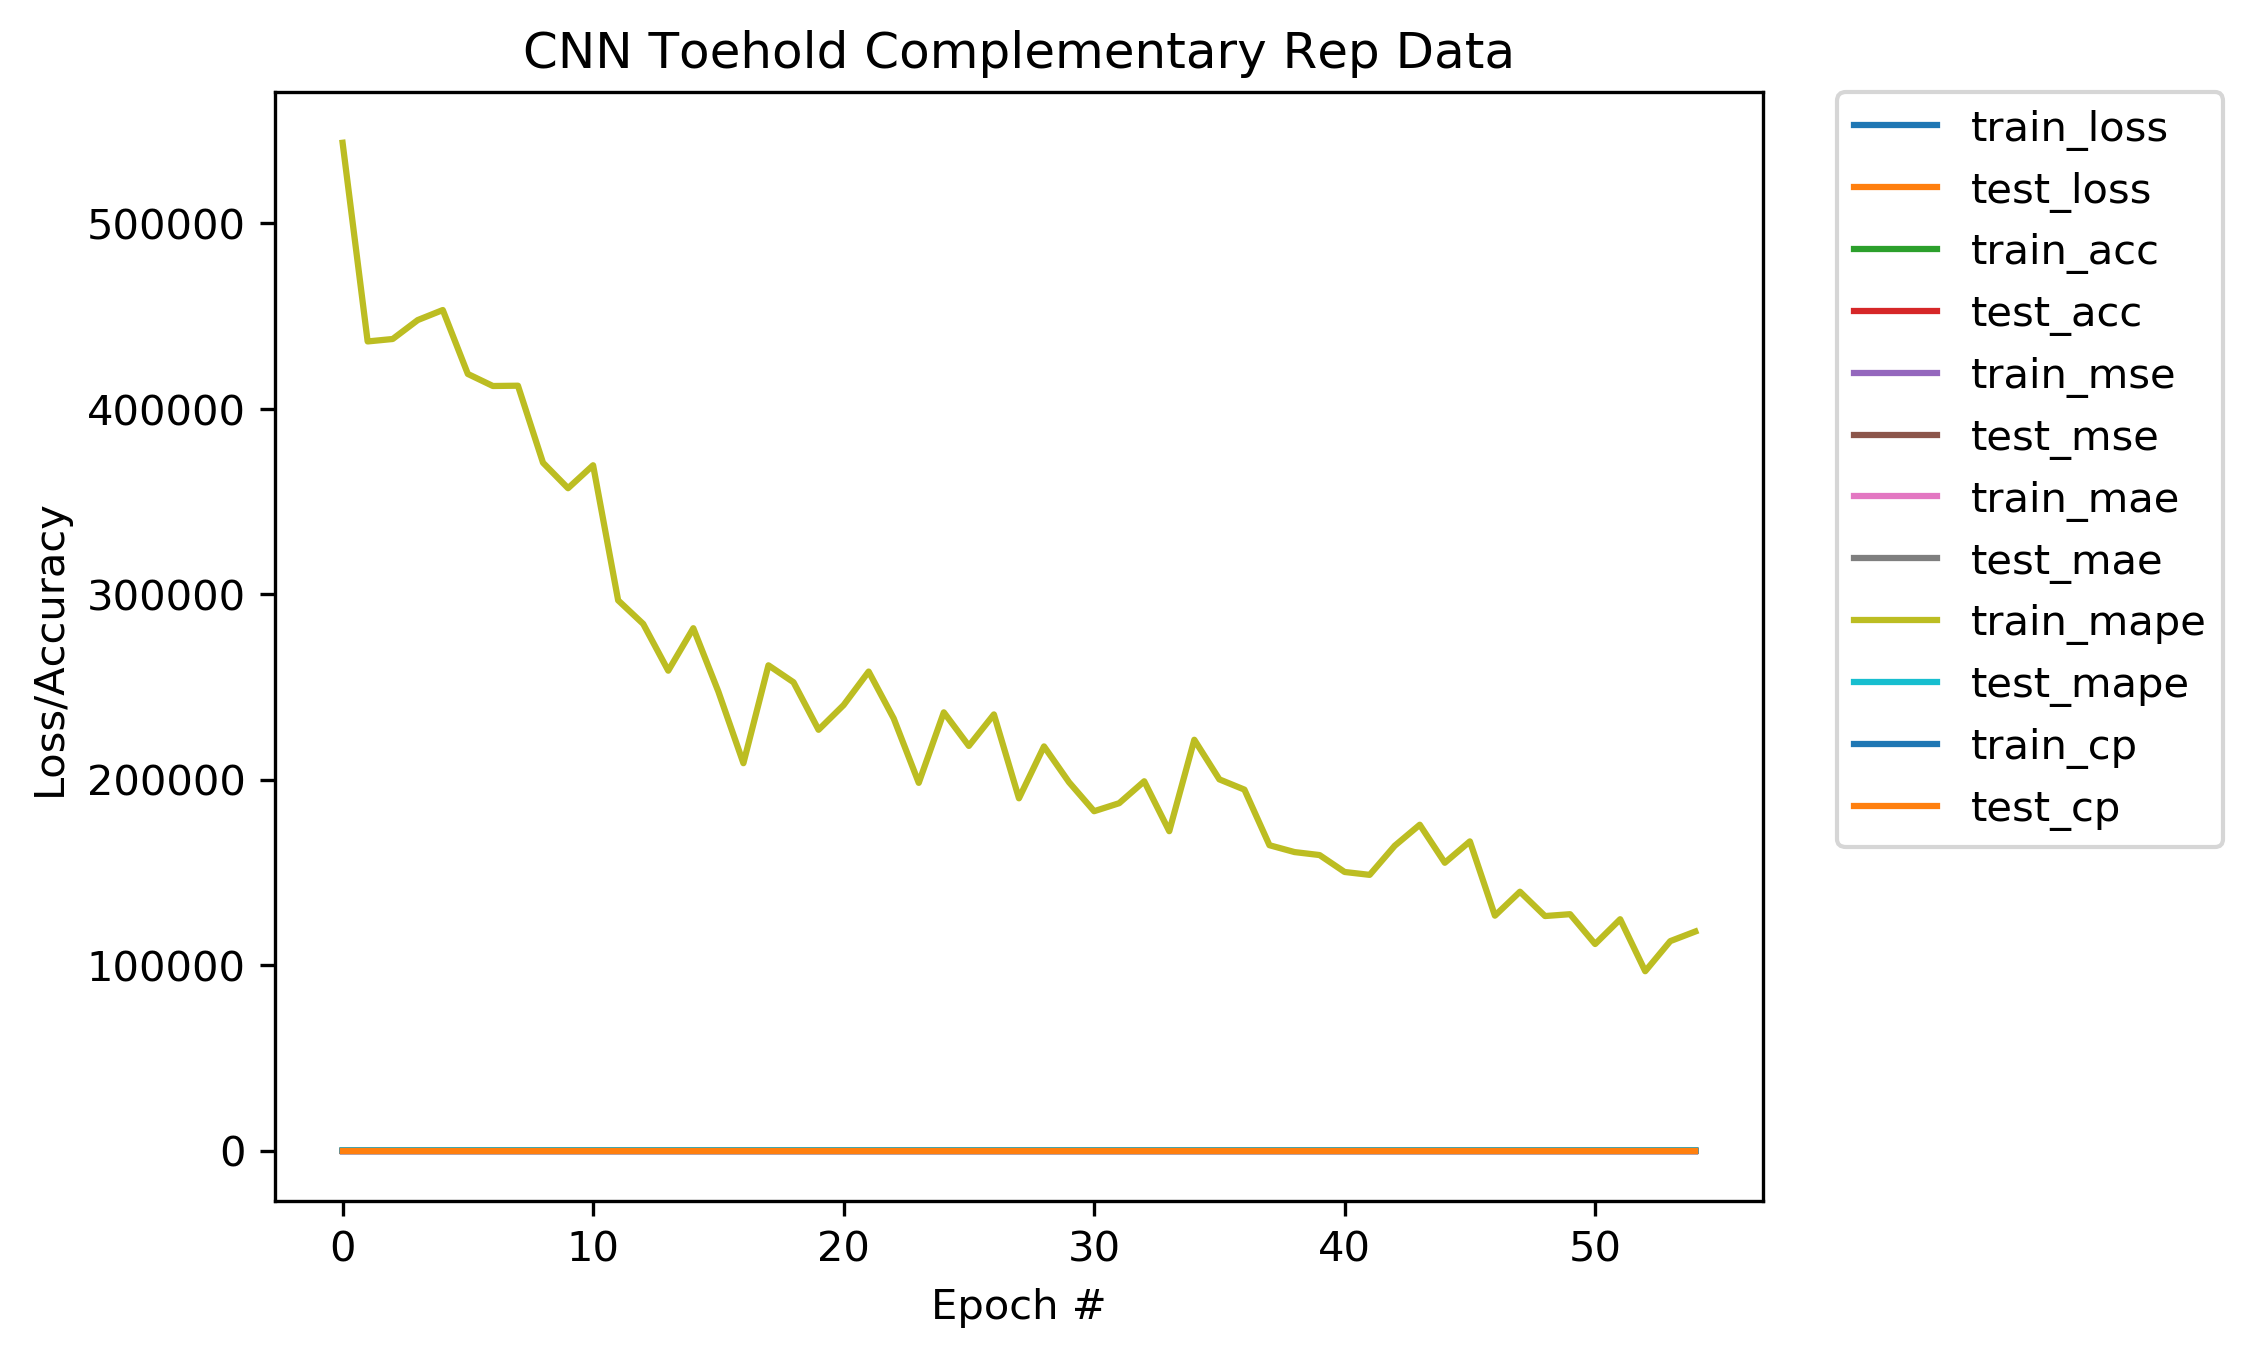 CNN Toehold Complementary Rep Data
500000
400000
300000
200000
100000
0
Loss/Accuracy
0 10 20 30 40 50
Epoch #
train_loss
test_loss
train_acc
test_acc
train_mse
test_mse
train_mae
test_mae
train_mape
test_mape
train_cp
test_cp